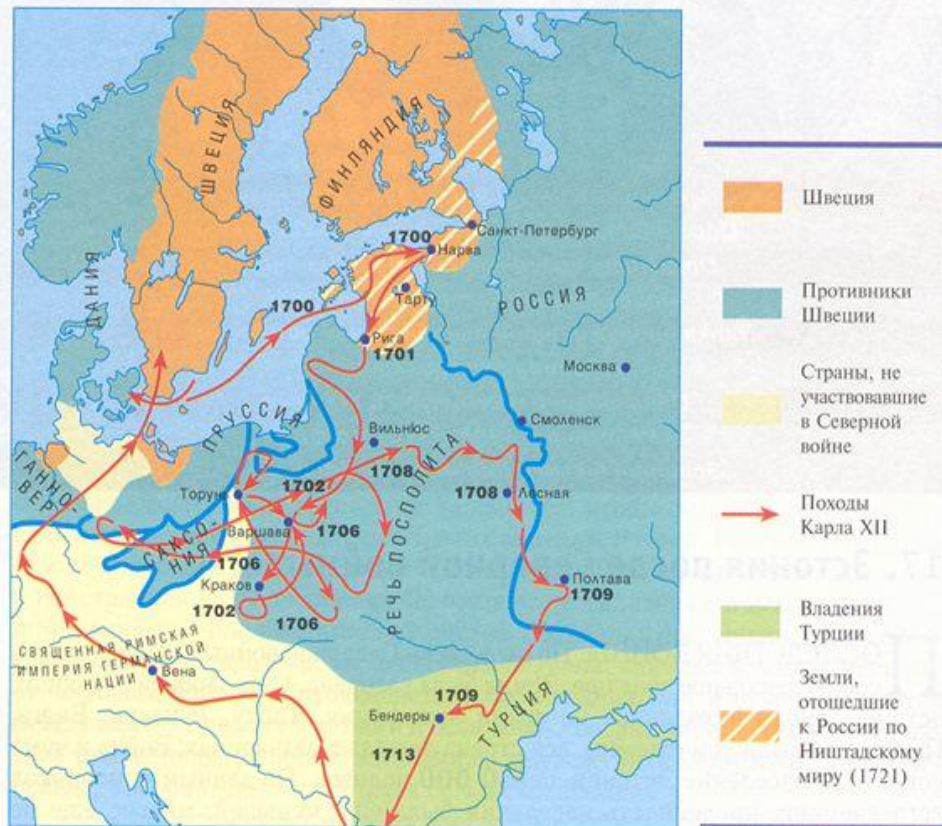 ШВЕЦИЯ
ФИНЛЯНДИЯ
ДАНИЯ
Санкт-Петербург
1700
Нарва
Тарту
РОССИЯ
1700
Рига
1701
Москва
ПРУССИЯ
Вильнюс
Смоленск
ГАННО-
ВЕР
1702
1708
Торунь
1708
Лесная
РЕЧЬ ПОСПОЛИТА
Варшава
1706
САКСО-
НИЯ
1706
Краков
1702
1706
Полтава
1709
СВЯЩЕННАЯ РИМСКАЯ
ИМПЕРИЯ ГЕРМАНСКОЙ
НАЦИИ
Вена
1709
Бендеры
ТУРЦИЯ
1713
Швеция
Противники
Швеции
Страны, не
участвовавшие
в Северной
войне
Походы
Карла XII
Владения
Турции
Земли,
отошедшие
к России по
Ништадскому
миру (1721)
17. Эстония после